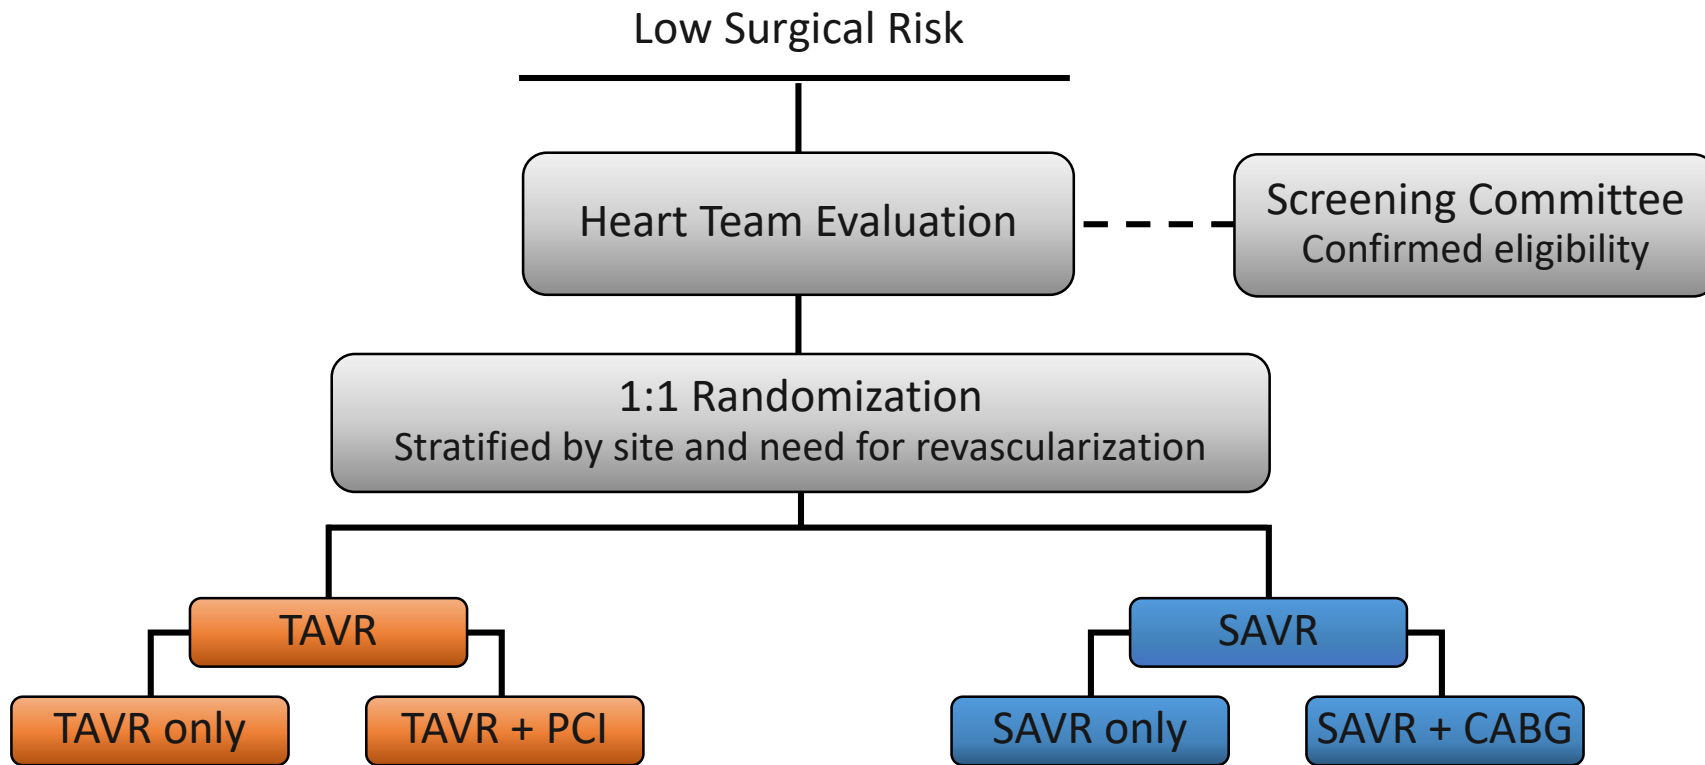 Low Surgical Risk
Heart Team Evaluation
Screening Committee
Confirmed eligibility
1:1 Randomization
Stratified by site and need for revascularization
TAVR
SAVR
TAVR only
TAVR + PCI
SAVR only
SAVR + CABG